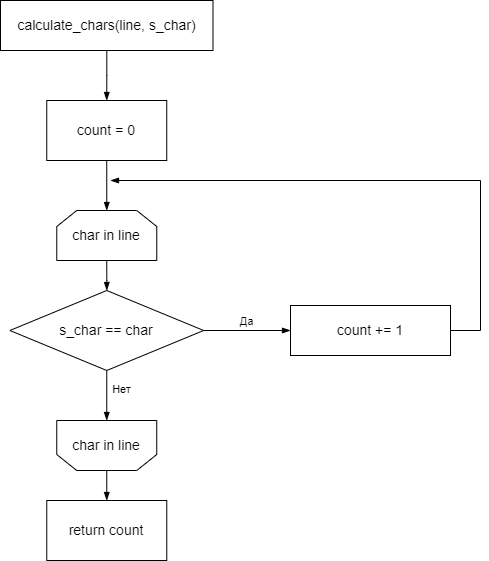 calculate_chars(line, s_char)
count = 0
char in line
s_char == char
Да
count += 1
Нет
char in line
return count